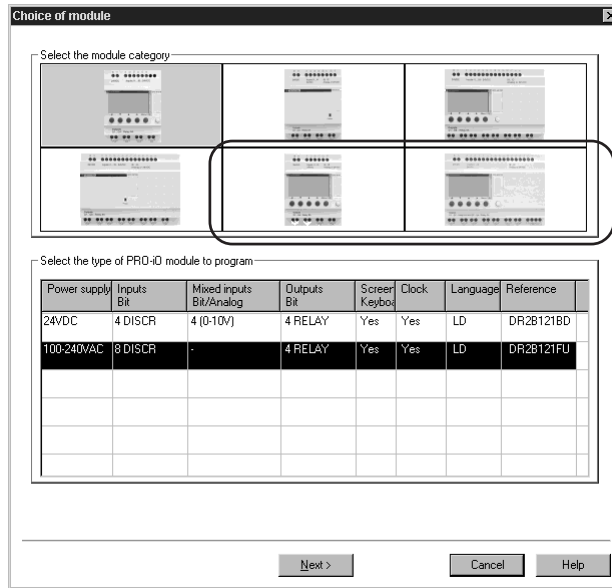 Choice of module
Select the module category
Select the type of PRO-iO module to program
Power supply Inputs Bit Mixed inputs Bit/Analog Outputs Bit Screen Keyboa Clock Language Reference
24VDC 4 DISCR 4 (0-10V) 4 RELAY Yes Yes LD DR2B121BD
100-240VAC 8 DISCR - 4 RELAY Yes Yes LD DR2B121FU
Next >
Cancel
Help